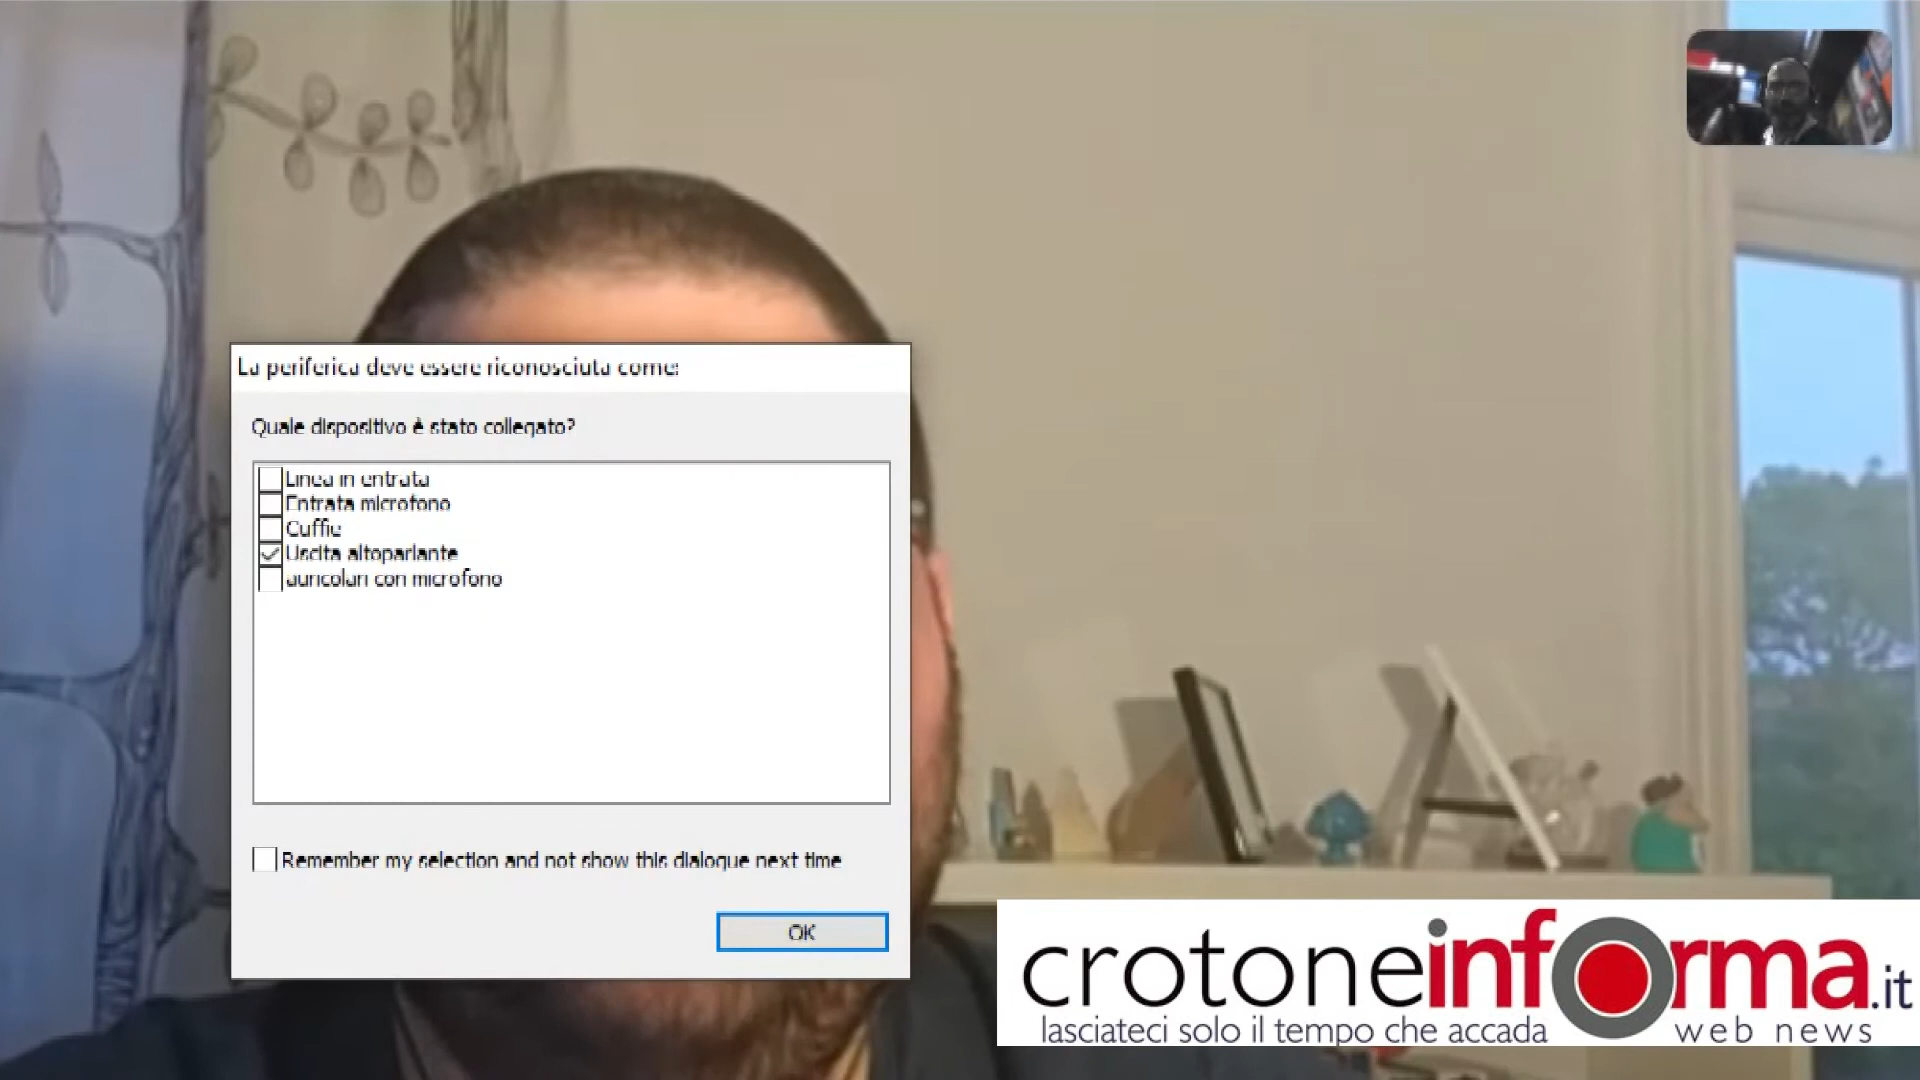 La periferica deve essere riconosciuta come:
Quale dispositivo è stato collegato?
Linea in entrata
Entrata microfono
Cuffie
Uscita altoparlante
auricolari con microfono
Remember my selection and not show this dialogue next time
OK
crotoneinforma.it
lasciateci solo il tempo che accada
web news